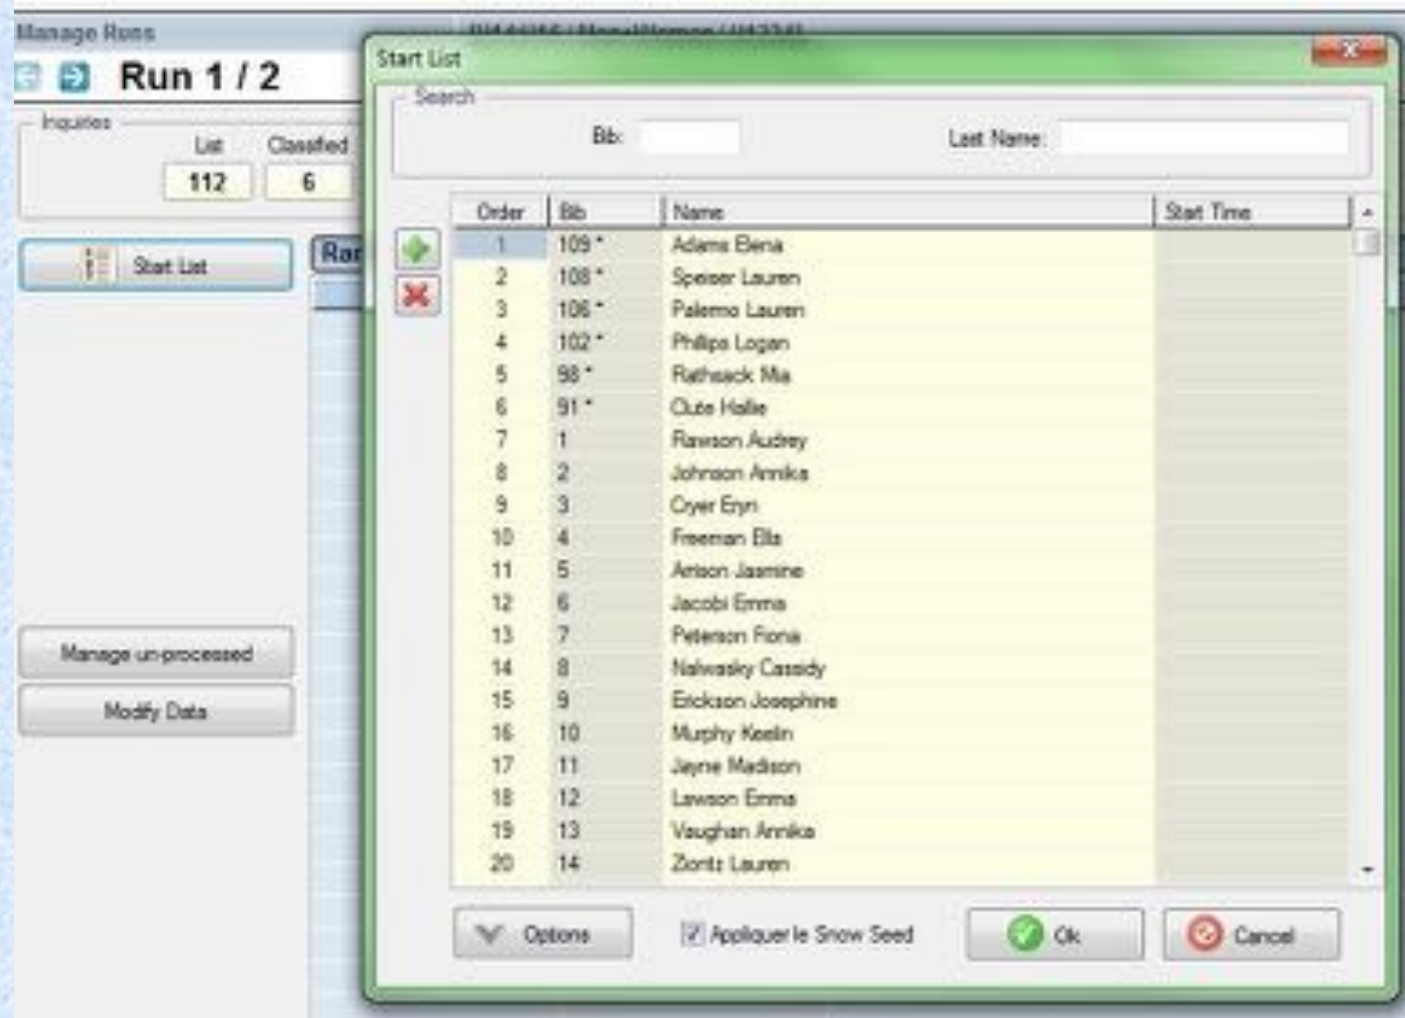 Manage Runs
Run 1 / 2
Start List
Search
Bib:
Last Name:
Inquiries
List Classified
112 6
Start List
Ran
Manage un-processed
Modify Data
Order Bib Name Start Time
1 109 * Adams Elena
2 108 * Speiser Lauren
3 106 * Palermo Lauren
4 102 * Phillips Logan
5 98 * Rathsack Mia
6 91 * Clute Hallie
7 1 Rawson Audrey
8 2 Johnson Annika
9 3 Cryer Eryn
10 4 Freeman Ella
11 5 Jasmine
12 6 Jacobi Emma
13 7 Peterson Fiona
14 8 Nalwasky Cassidy
15 9 Erickson Josephine
16 10 Murphy Keelin
17 11 Jayne Madison
18 12 Lawson Emma
19 13 Vaughan Annika
20 14 Ziontz Lauren
Options
Appliquer le Snow Seed
Ok
Cancel